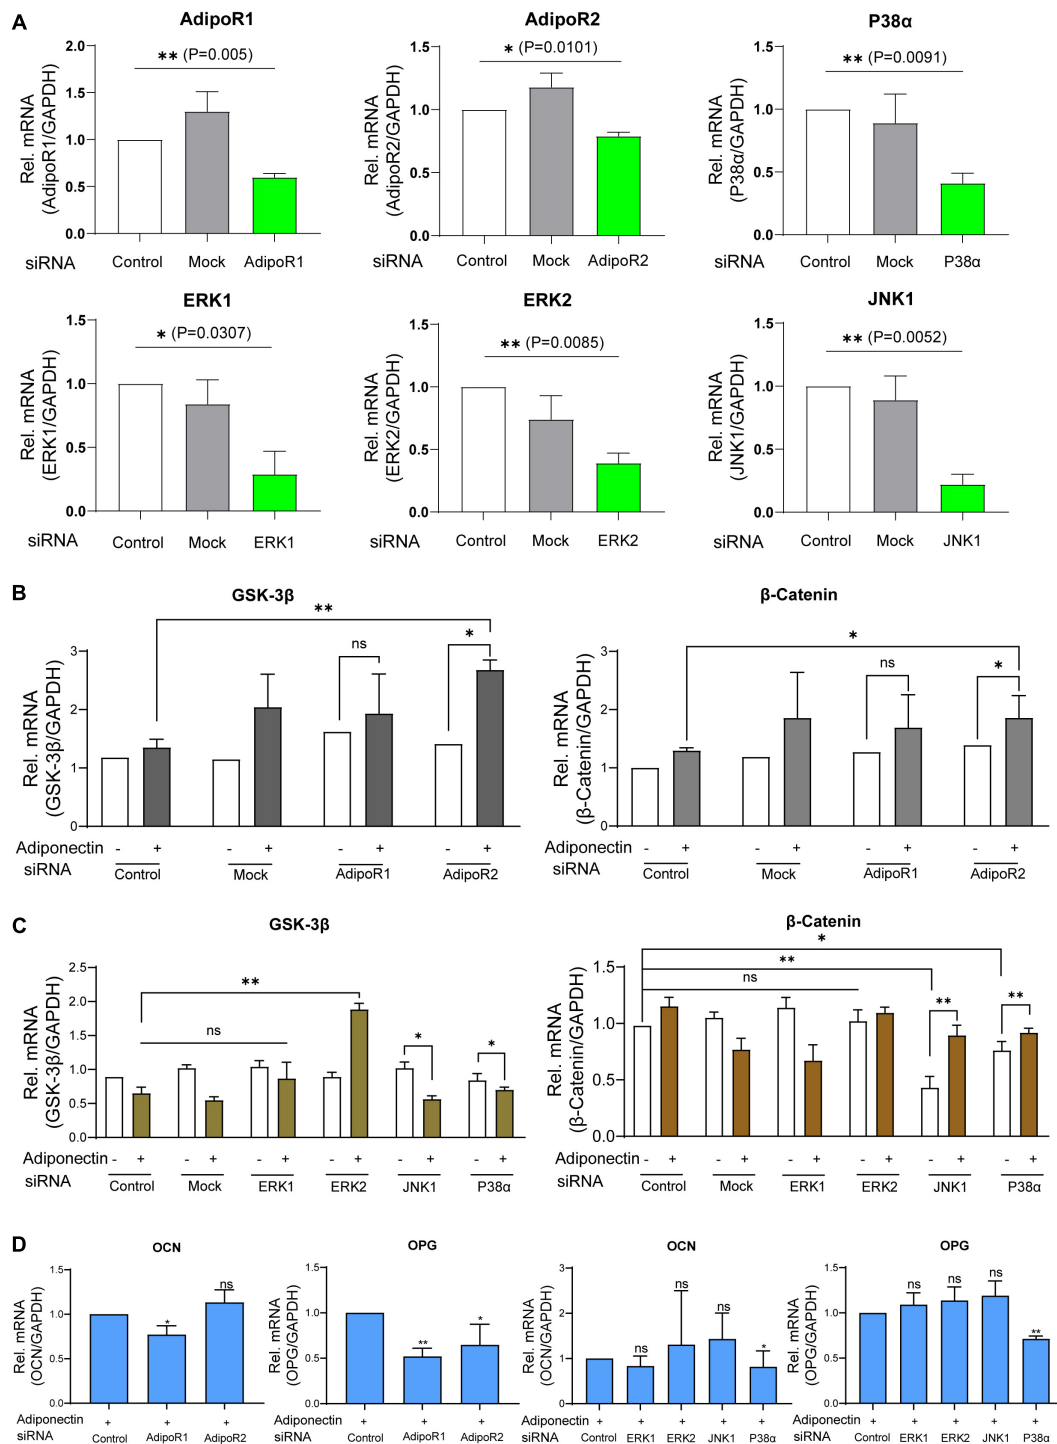 A
AdipoR1
AdipoR2
P38α
Rel. mRNA
(AdipoR1/GAPDH)
2.0
1.5
1.0
0.5
0.0
** (P=0.005)
siRNA
Control Mock AdipoR1
Rel. mRNA
(AdipoR2/GAPDH)
1.5
1.0
0.5
0.0
* (P=0.0101)
siRNA
Control Mock AdipoR2
Rel. mRNA
(P38α/GAPDH)
1.5
1.0
0.5
0.0
** (P=0.0091)
siRNA
Control Mock P38α
ERK1
ERK2
JNK1
Rel. mRNA
(ERK1/GAPDH)
1.5
1.0
0.5
0.0
* (P=0.0307)
siRNA
Control Mock ERK1
Rel. mRNA
(ERK2/GAPDH)
1.5
1.0
0.5
0.0
** (P=0.0085)
siRNA
Control Mock ERK2
Rel. mRNA
(JNK1/GAPDH)
1.5
1.0
0.5
0.0
** (P=0.0052)
siRNA
Control Mock JNK1
B
GSK-3β
Rel. mRNA
(GSK-3β/GAPDH)
3
2
1
0
**
ns
*
Adiponectin - + - + - + - +
siRNA
Control Mock AdipoR1 AdipoR2
β-Catenin
Rel. mRNA
(β-Catenin/GAPDH)
3
2
1
0
*
ns
*
Adiponectin - + - + - + - +
siRNA
Control Mock AdipoR1 AdipoR2
C
GSK-3β
Rel. mRNA
(GSK-3β/GAPDH)
2.5
2.0
1.5
1.0
0.5
0.0
**
ns
*
*
Adiponectin - + - + - + - + - + - +
siRNA
Control Mock ERK1 ERK2 JNK1 P38α
β-Catenin
Rel. mRNA
(β-Catenin/GAPDH)
1.5
1.0
0.5
0.0
*
**
ns
**
**
Adiponectin - + - + - + - + - + - +
siRNA
Control Mock ERK1 ERK2 JNK1 P38α
D
OCN
Rel. mRNA
(OCN/GAPDH)
1.5
1.0
0.5
0.0
*
ns
Adiponectin + + +
siRNA
Control AdipoR1 AdipoR2
OPG
Rel. mRNA
(OPG/GAPDH)
1.5
1.0
0.5
0.0
**
*
Adiponectin + + +
siRNA
Control AdipoR1 AdipoR2
OCN
Rel. mRNA
(OCN/GAPDH)
3
2
1
0
ns
ns
ns
*
Adiponectin + + + + +
siRNA
Control ERK1 ERK2 JNK1 P38α
OPG
Rel. mRNA
(OPG/GAPDH)
1.5
1.0
0.5
0.0
ns
ns
ns
**
Adiponectin + + + + +
siRNA
Control ERK1 ERK2 JNK1 P38α